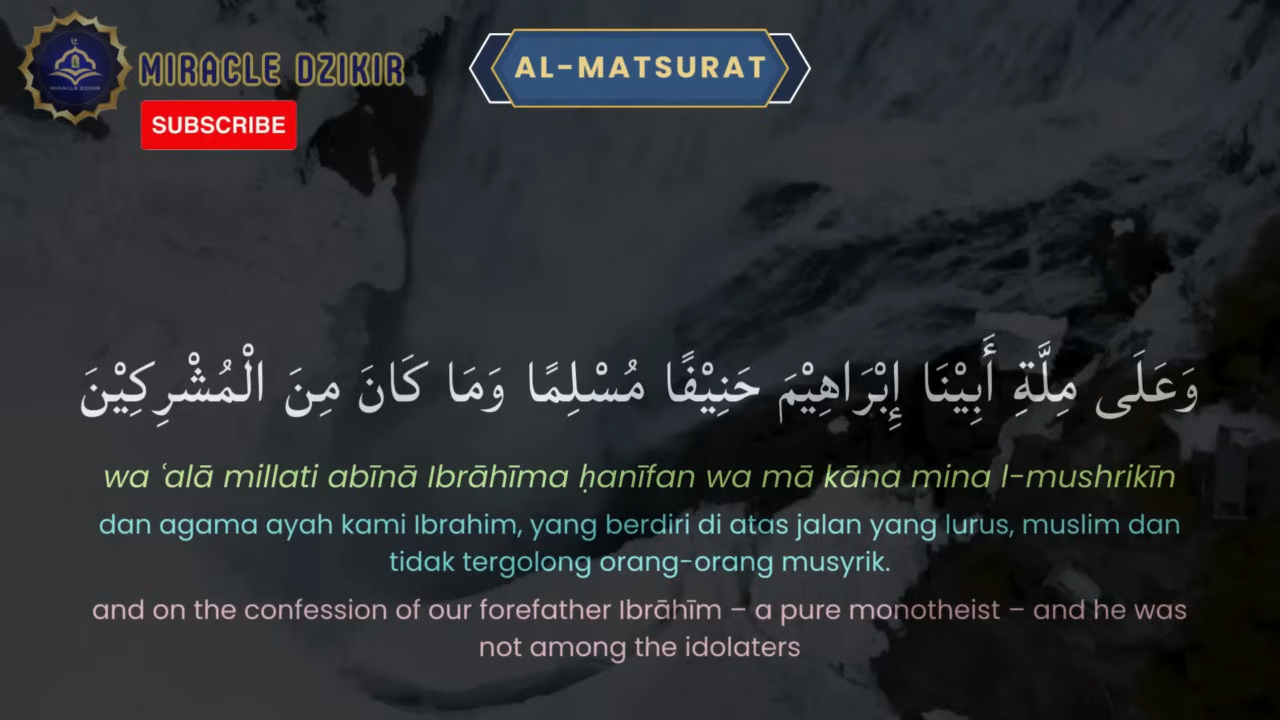 MIRACLE DZIKIR
SUBSCRIBE
AL-MATSURAT
وَعَلَى مِلَّةِ أَبِيْنَا إِبْرَاهِيْمَ حَنِيْفًا مُسْلِمًا وَمَا كَانَ مِنَ الْمُشْرِكِيْنَ
wa ʿalā millati abīnā Ibrāhīma ḥanīfan wa mā kāna mina l-mushrikīn
dan agama ayah kami Ibrahim, yang berdiri di atas jalan yang lurus, muslim dan
tidak tergolong orang-orang musyrik.
and on the confession of our forefather Ibrāhīm – a pure monotheist – and he was
not among the idolaters